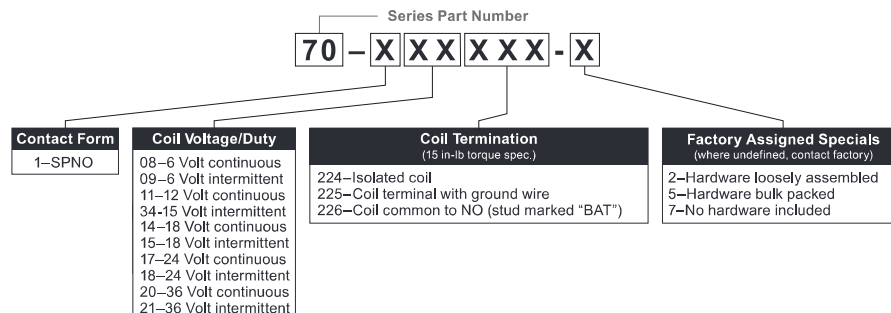 Series Part Number
70–X XX XXX-X
Contact Form
1–SPNO
Coil Voltage/Duty
08–6 Volt continuous
09–6 Volt intermittent
11–12 Volt continuous
34-15 Volt intermittent
14–18 Volt continuous
15–18 Volt intermittent
17–24 Volt continuous
18–24 Volt intermittent
20–36 Volt continuous
21–36 Volt intermittent
Coil Termination
(15 in-lb torque spec.)
224–Isolated coil
225–Coil terminal with ground wire
226–Coil common to NO (stud marked “BAT”)
Factory Assigned Specials
(where undefined, contact factory)
2–Hardware loosely assembled
5–Hardware bulk packed
7–No hardware included